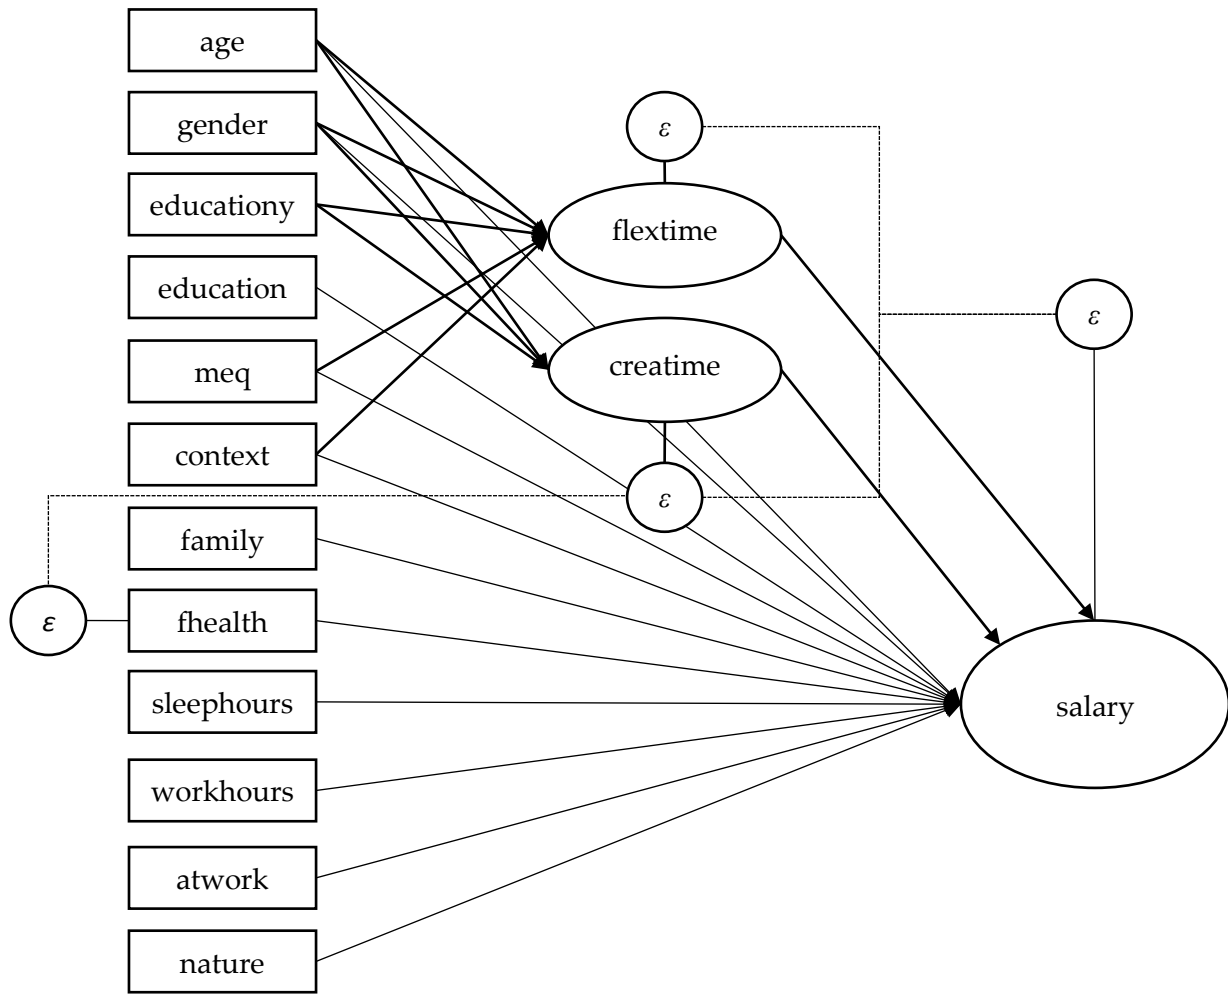 age
gender
ε
educationy
flextime
education
ε
meq
creatime
context
ε
family
ε
fhealth
sleephours
salary
workhours
atwork
nature